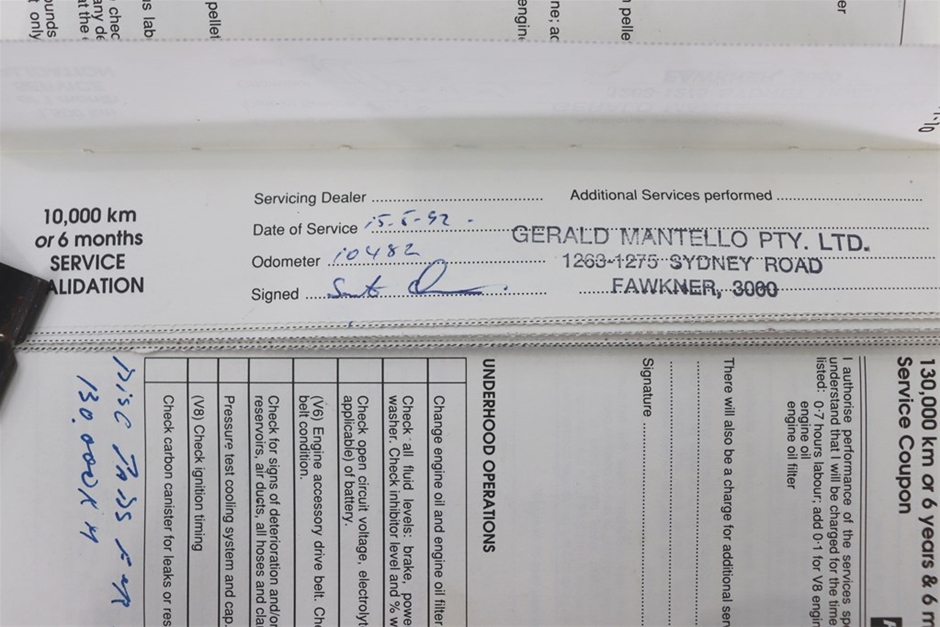 10,000 km
or 6 months
SERVICE
ALIDATION
Servicing Dealer
Date of Service 15-5-92
Odometer 10482
Signed
Additional Services performed
GERALD MANTELLO PTY. LTD.
1263-1275 SYDNEY ROAD
FAWKNER, 3060
130,000 km or 6 years & 6 m
Service Coupon
I authorise performance of the services spe
understand that I will be charged for the time
listed: 0·7 hours labour; add 0·1 for V8 engin
engine oil
engine oil filter
There will also be a charge for additional ser
Signature
UNDERHOOD OPERATIONS
Change engine oil and engine oil filter
Check all fluid levels: brake, powe
washer. Check inhibitor level and % w
Check open circuit voltage, electrolyt
applicable) of battery.
(V6) Engine accessory drive belt. Che
belt condition.
Check for signs of deterioration and/or
reservoirs, air ducts, all hoses and cla
Pressure test cooling system and cap.
(V8) Check ignition timing
Check carbon canister for leaks or res
DISC PADS
130.000KM